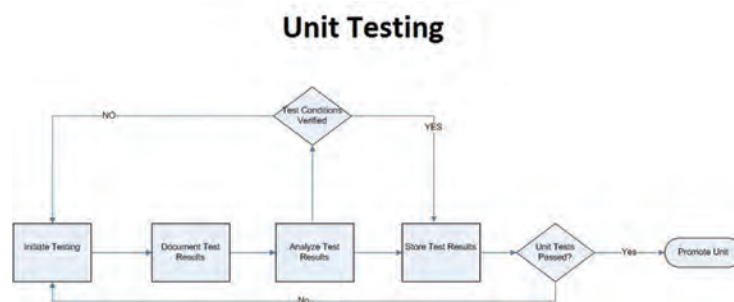 Unit Testing
Test Conditions
Verified
NO
YES
Initiate Testing
Document Test
Results
Analyze Test
Results
Store Test Results
Unit Tests
Passed?
Yes
Promote Unit
No